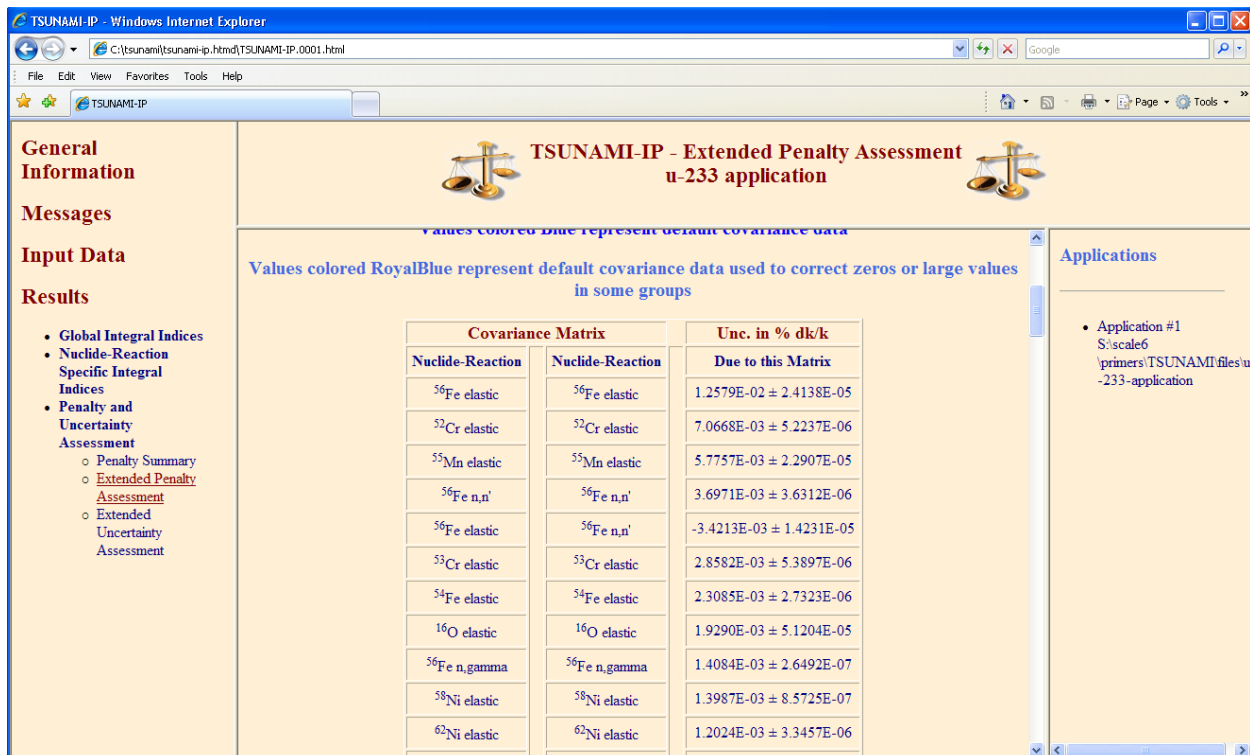 TSUNAMI-IP - Windows Internet Explorer
C:\tsunami\tsunami-ip.htmd\TSUNAMI-IP.0001.html
Google
File Edit View Favorites Tools Help
TSUNAMI-IP
Page Tools
General
Information
Messages
Input Data
Results
• Global Integral Indices
• Nuclide-Reaction
Specific Integral
Indices
• Penalty and
Uncertainty
Assessment
○ Penalty Summary
○ Extended Penalty
Assessment
○ Extended
Uncertainty
Assessment
TSUNAMI-IP - Extended Penalty Assessment
u-233 application
Values colored Blue represent default covariance data
Values colored RoyalBlue represent default covariance data used to correct zeros or large values
in some groups
Covariance Matrix Unc. in % dk/k
Nuclide-Reaction Nuclide-Reaction Due to this Matrix
⁵⁶Fe elastic ⁵⁶Fe elastic 1.2579E-02 ± 2.4138E-05
⁵²Cr elastic ⁵²Cr elastic 7.0668E-03 ± 5.2237E-06
⁵⁵Mn elastic ⁵⁵Mn elastic 5.7757E-03 ± 2.2907E-05
⁵⁶Fe n,n' ⁵⁶Fe n,n' 3.6971E-03 ± 3.6312E-06
⁵⁶Fe elastic ⁵⁶Fe n,n' -3.4213E-03 ± 1.4231E-05
⁵³Cr elastic ⁵³Cr elastic 2.8582E-03 ± 5.3897E-06
⁵⁴Fe elastic ⁵⁴Fe elastic 2.3085E-03 ± 2.7323E-06
¹⁶O elastic ¹⁶O elastic 1.9290E-03 ± 5.1204E-05
⁵⁶Fe n,gamma ⁵⁶Fe n,gamma 1.4084E-03 ± 2.6492E-07
⁵⁸Ni elastic ⁵⁸Ni elastic 1.3987E-03 ± 8.5725E-07
⁶²Ni elastic ⁶²Ni elastic 1.2024E-03 ± 3.3457E-06
Applications
• Application #1
S:\scale6
\primers\TSUNAMI\files\u
-233-application